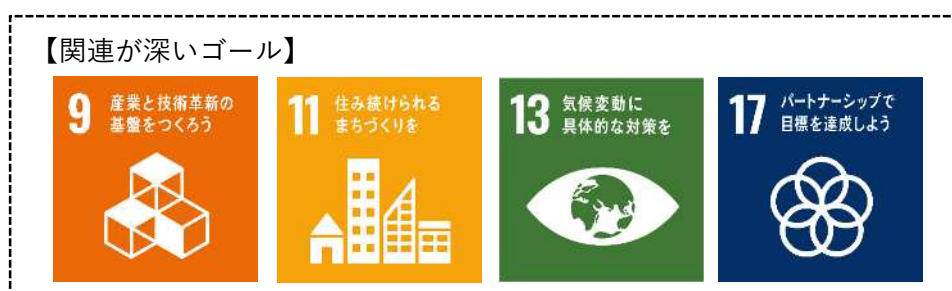 【関連が深いゴール】
9 産業と技術革新の
基盤をつくろう
11 住み続けられる
まちづくりを
13 気候変動に
具体的な対策を
17 パートナーシップで
目標を達成しよう